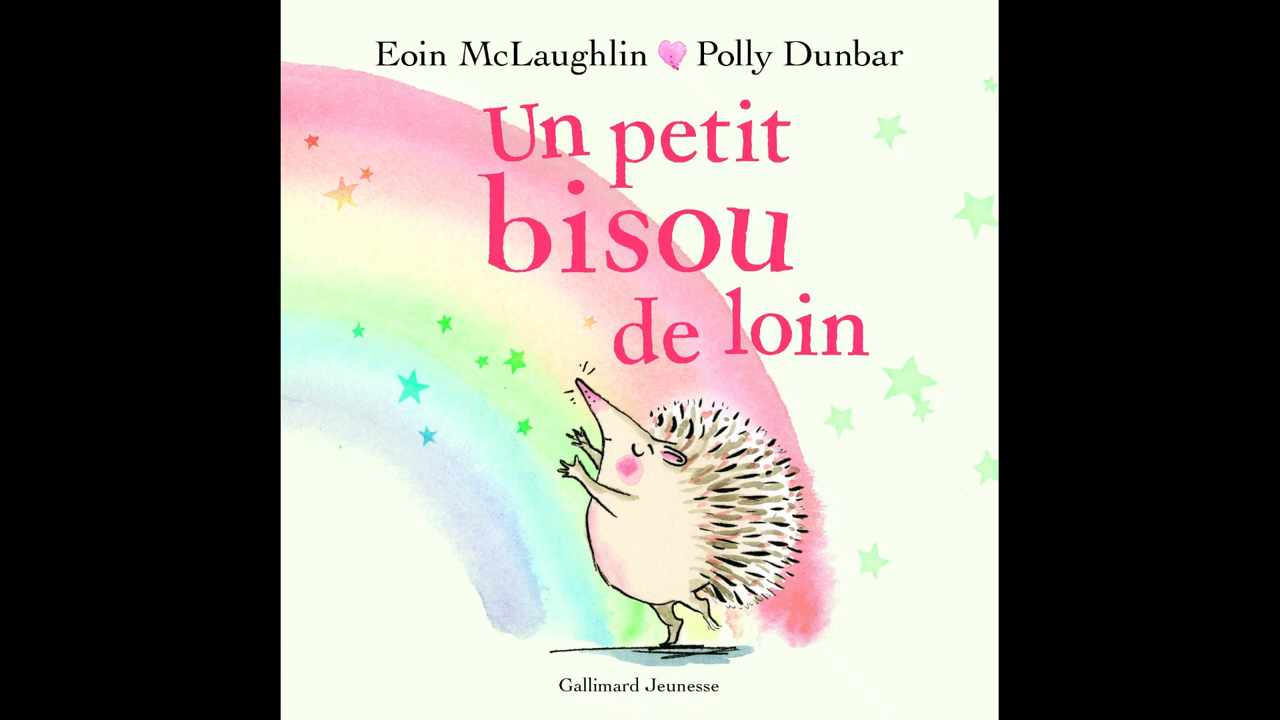 Eoin McLaughlin Polly Dunbar
Un petit
bisou
de loin
Gallimard Jeunesse